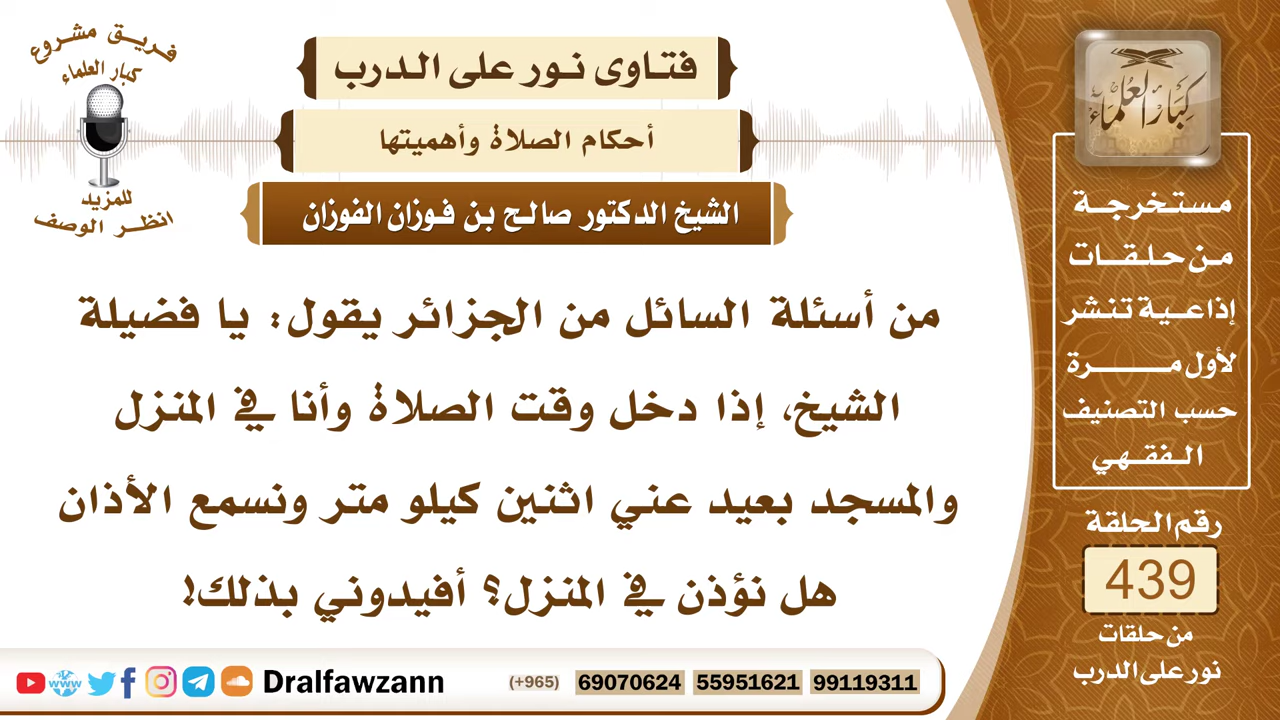 فريق مشروع
كبار العلماء
للمزيد
انظر الوصف
فتاوى نور على الدرب
أحكام الصلاة وأهميتها
الشيخ الدكتور صالح بن فوزان الفوزان
من أسئلة السائل من الجزائر يقول: يا فضيلة
الشيخ، إذا دخل وقت الصلاة وأنا في المنزل
والمسجد بعيد عني اثنين كيلو متر ونسمع الأذان
هل نؤذن في المنزل؟ أفيدوني بذلك!
كبار العلماء
مستخرجة
من حلقات
إذاعية تنشر
لأول مرة
حسب التصنيف
الفقهي
رقم الحلقة
439
من حلقات
نور على الدرب
www Dralfawzann (+965) 69070624 55951621 99119311